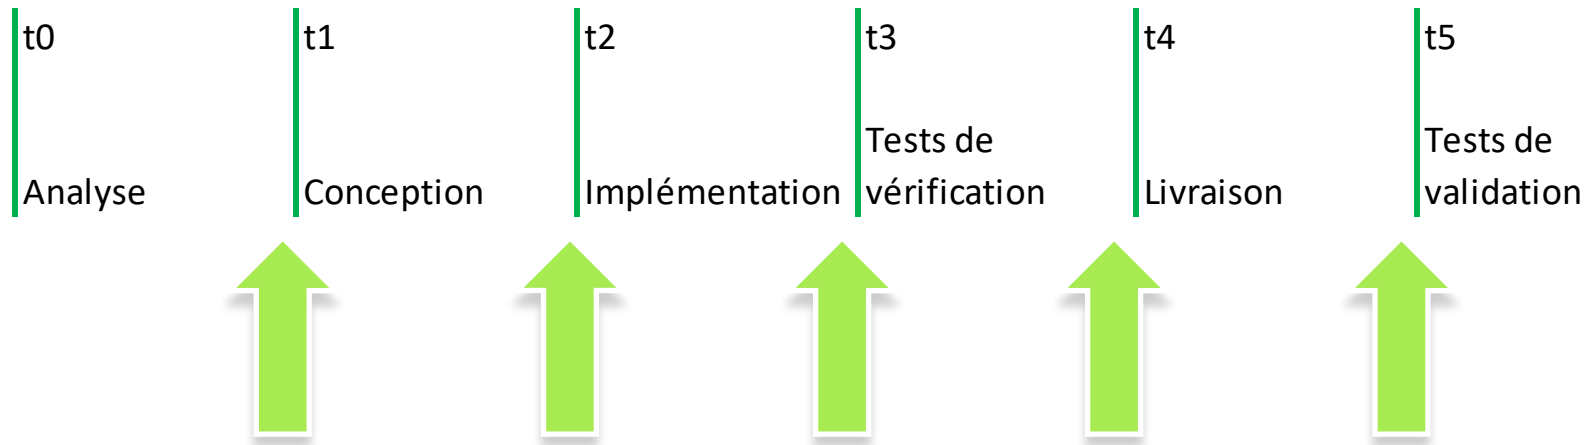 t0
Analyse
t1
Conception
t2
Implémentation
t3
Tests de
vérification
t4
Livraison
t5
Tests de
validation